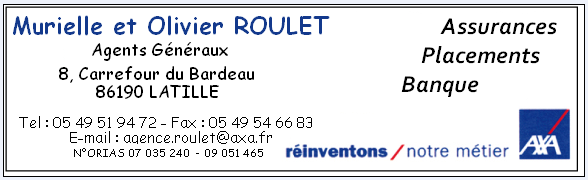 Murielle et Olivier ROULET
Agents Généraux
8, Carrefour du Bardeau
86190 LATILLE
Tel : 05 49 51 94 72 - Fax : 05 49 54 66 83
E-mail : agence.roulet@axa.fr
N°ORIAS 07 035 240 - 09 051 465
Assurances
Placements
Banque
réinventons / notre métier
AXA